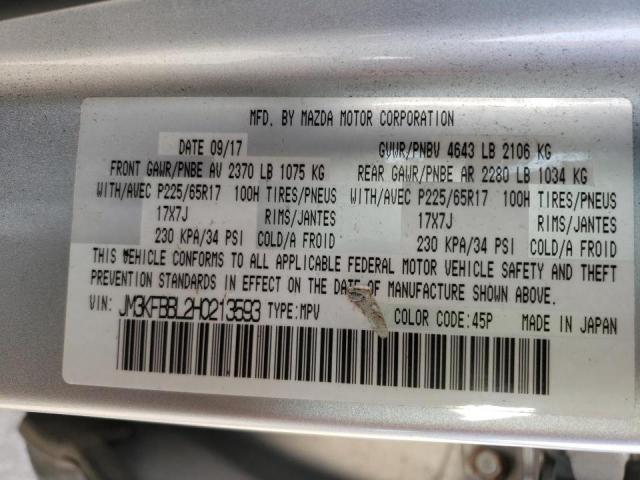 MFD. BY MAZDA MOTOR CORPORATION
DATE 09/17 GVWR/PNBV 4643 LB 2106 KG
FRONT GAWR/PNBE AV 2370 LB 1075 KG REAR GAWR/PNBE AR 2280 LB 1034 KG
WITH/AVEC P225/65R17 100H TIRES/PNEUS WITH/AVEC P225/65R17 100H TIRES/PNEUS
17X7J RIMS/JANTES 17X7J RIMS/JANTES
230 KPA/34 PSI COLD/A FROID 230 KPA/34 PSI COLD/A FROID
THIS VEHICLE CONFORMS TO ALL APPLICABLE FEDERAL MOTOR VEHICLE SAFETY AND THEFT
PREVENTION STANDARDS IN EFFECT ON THE DATE OF MANUFACTURE SHOWN ABOVE.
VIN: JM3KFBBL2H0213593 TYPE:MPV COLOR CODE:45P MADE IN JAPAN